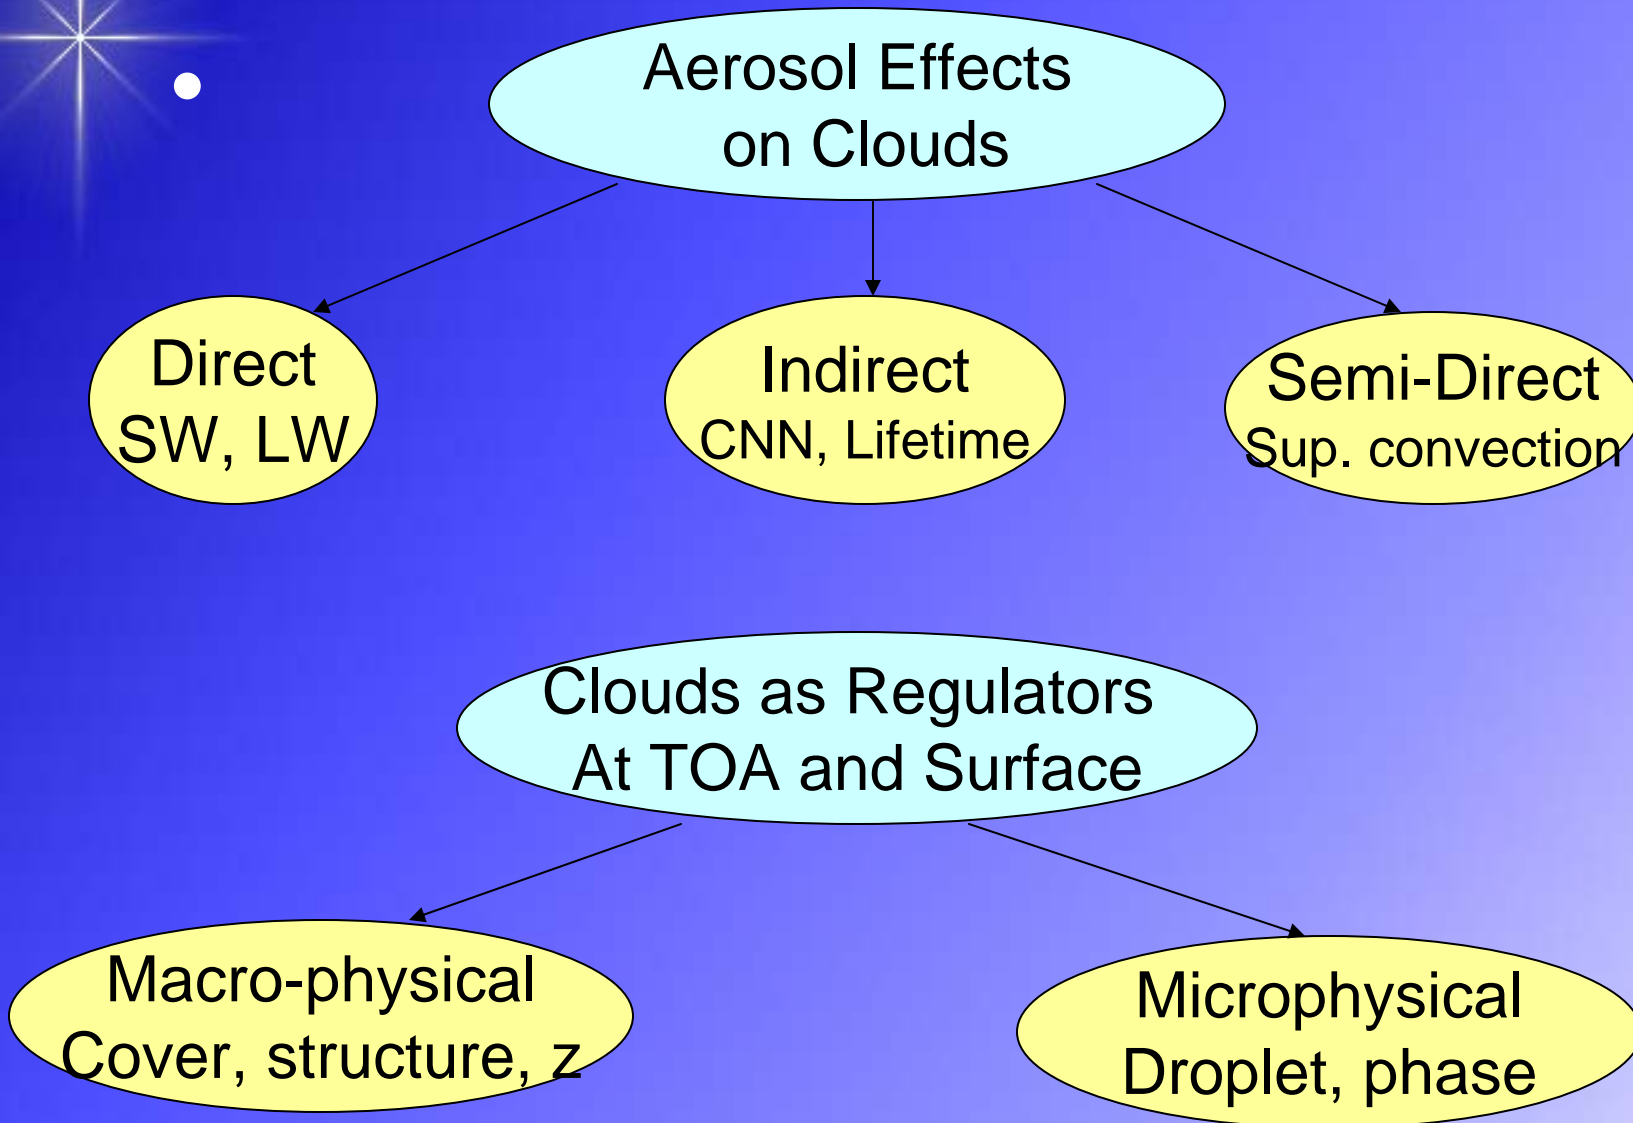 •
Aerosol Effects
on Clouds
Direct
SW, LW
Indirect
CNN, Lifetime
Semi-Direct
Sup. convection
Clouds as Regulators
At TOA and Surface
Macro-physical
Cover, structure, z
Microphysical
Droplet, phase